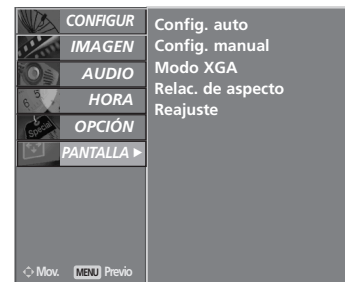 CONFIGUR
IMAGEN
AUDIO
HORA
OPCIÓN
PANTALLA ►
Config. auto
Config. manual
Modo XGA
Relac. de aspecto
Reajuste
Mov. MENU Previo